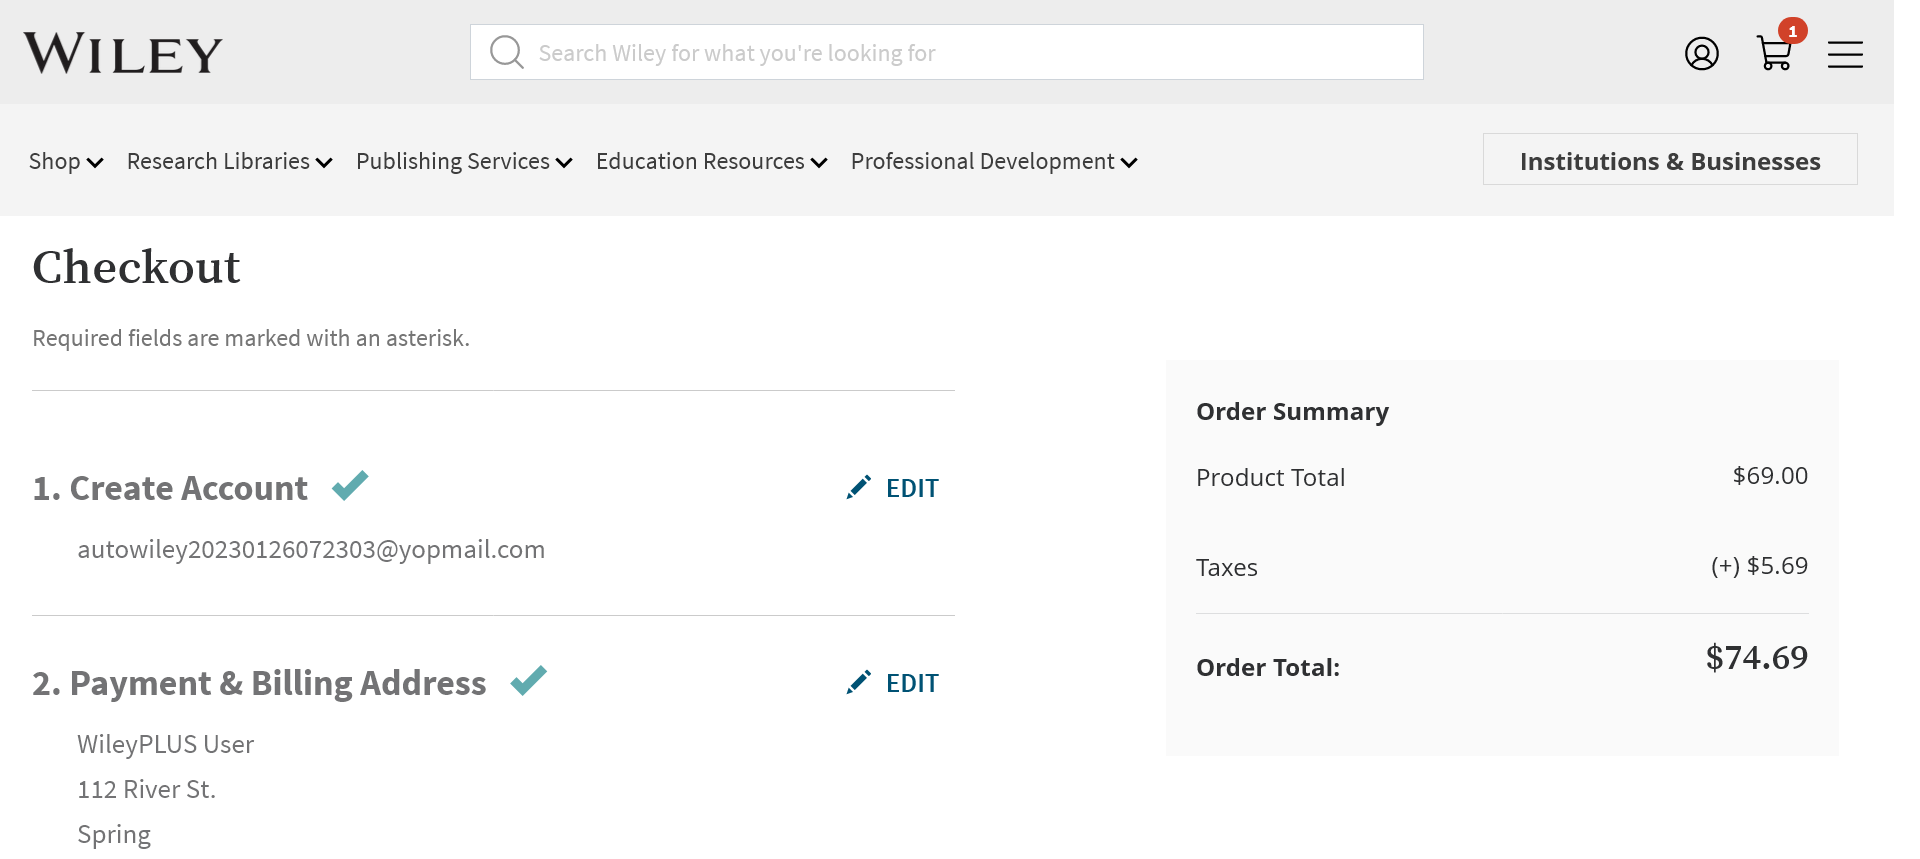 WILEY
Search Wiley for what you're looking for
1
Shop
Research Libraries
Publishing Services
Education Resources
Professional Development
Institutions & Businesses
Checkout
Required fields are marked with an asterisk.
1. Create Account
EDIT
autowiley20230126072303@yopmail.com
2. Payment & Billing Address
EDIT
WileyPLUS User
112 River St.
Spring
Order Summary
Product Total $69.00
Taxes (+) $5.69
Order Total: $74.69